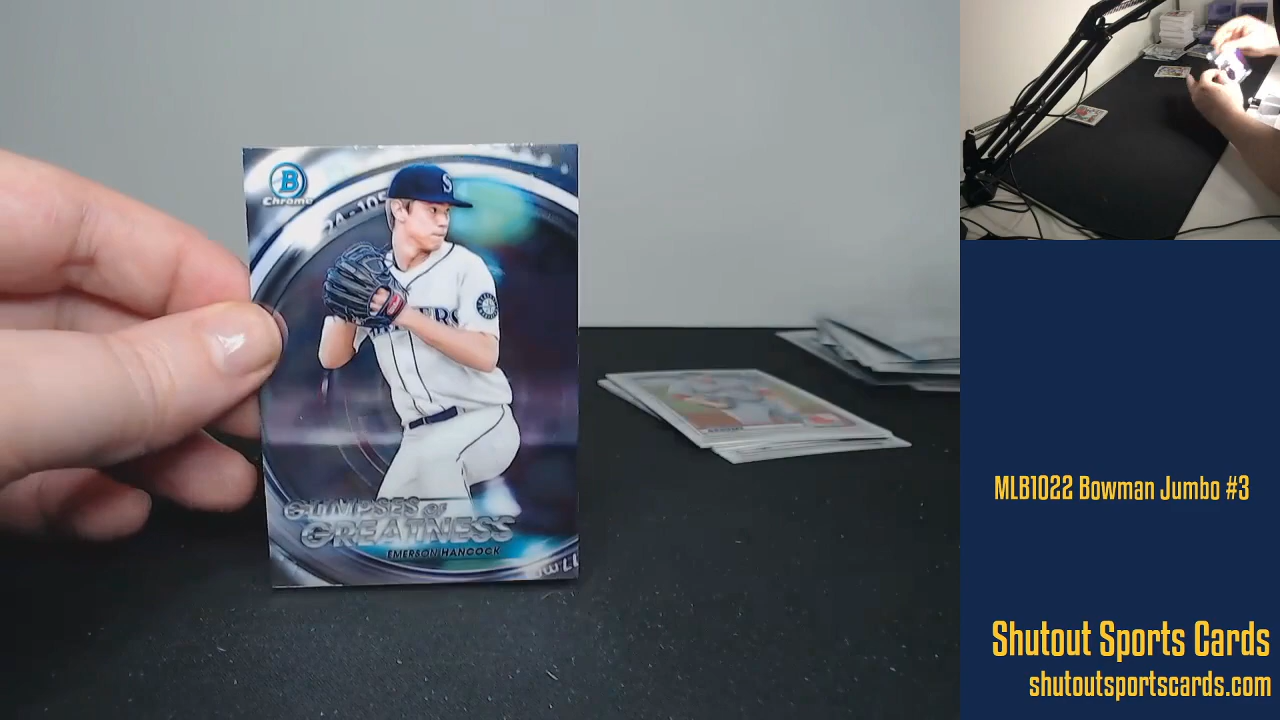 B
Chrome
S
GLIMPSES of
GREATNESS
EMERSON HANCOCK
MLB1022 Bowman Jumbo #3
Shutout Sports Cards
shutoutsportscards.com